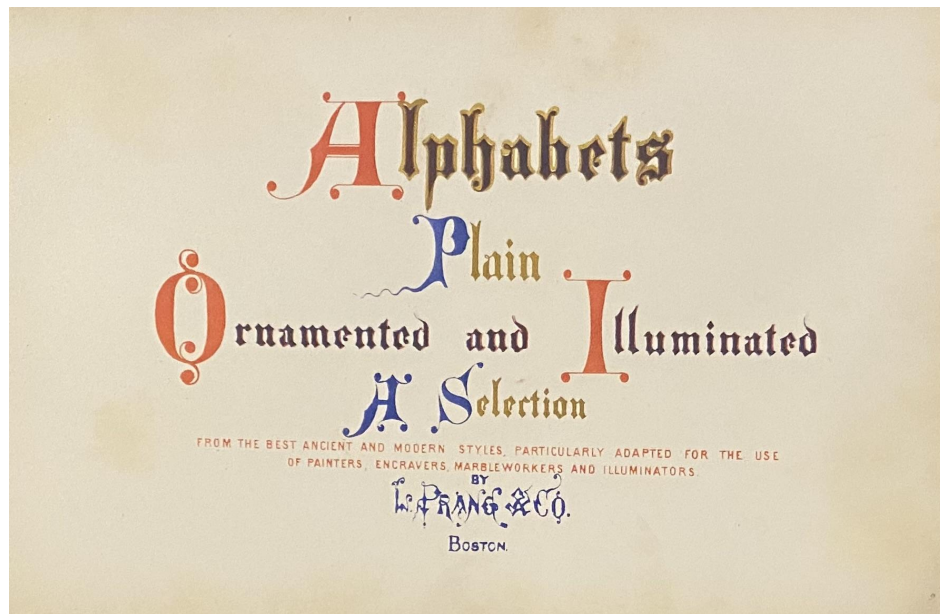 Alphabets
Plain
Ornamented and Illuminated
A Selection
FROM THE BEST ANCIENT AND MODERN STYLES, PARTICULARLY ADAPTED FOR THE USE
OF PAINTERS, ENGRAVERS, MARBLEWORKERS AND ILLUMINATORS.
BY
L. PRANG & CO.
BOSTON.